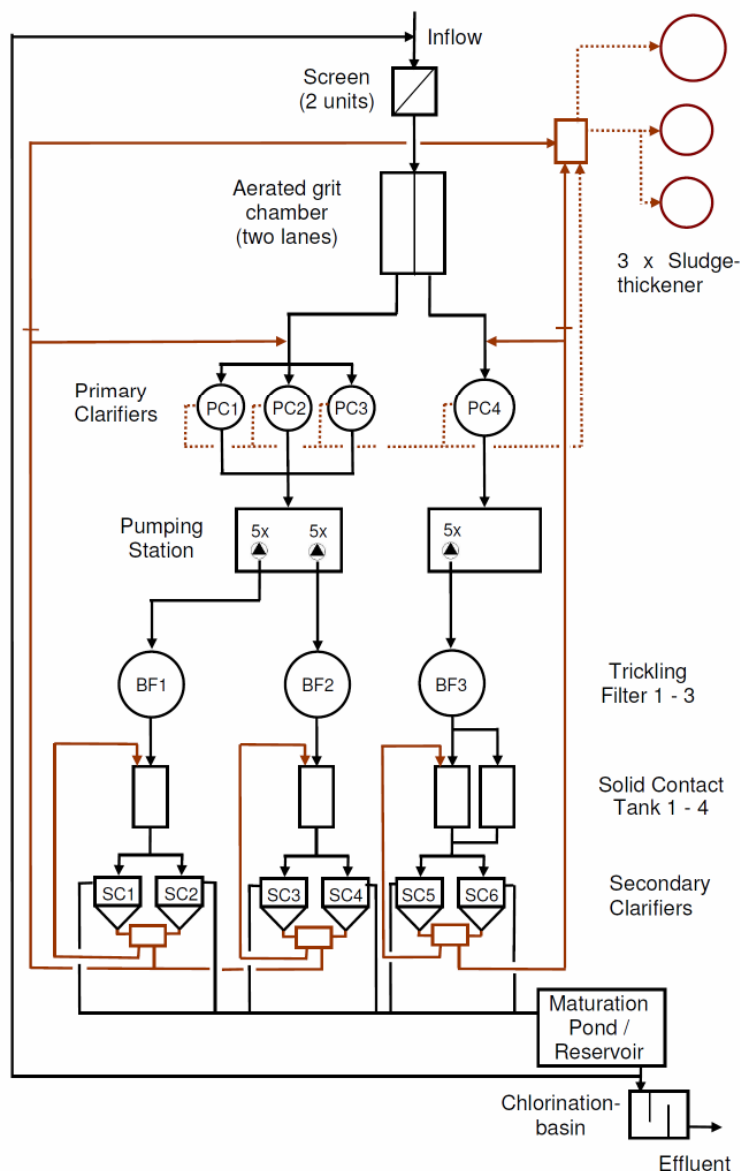 Inflow
Screen
(2 units)
Aerated grit
chamber
(two lanes)
3 x Sludge-
thickener
Primary
Clarifiers
PC1
PC2
PC3
PC4
Pumping
Station
5x
5x
5x
BF1
BF2
BF3
Trickling
Filter 1 - 3
Solid Contact
Tank 1 - 4
SC1
SC2
SC3
SC4
SC5
SC6
Secondary
Clarifiers
Maturation
Pond /
Reservoir
Chlorination-
basin
Effluent